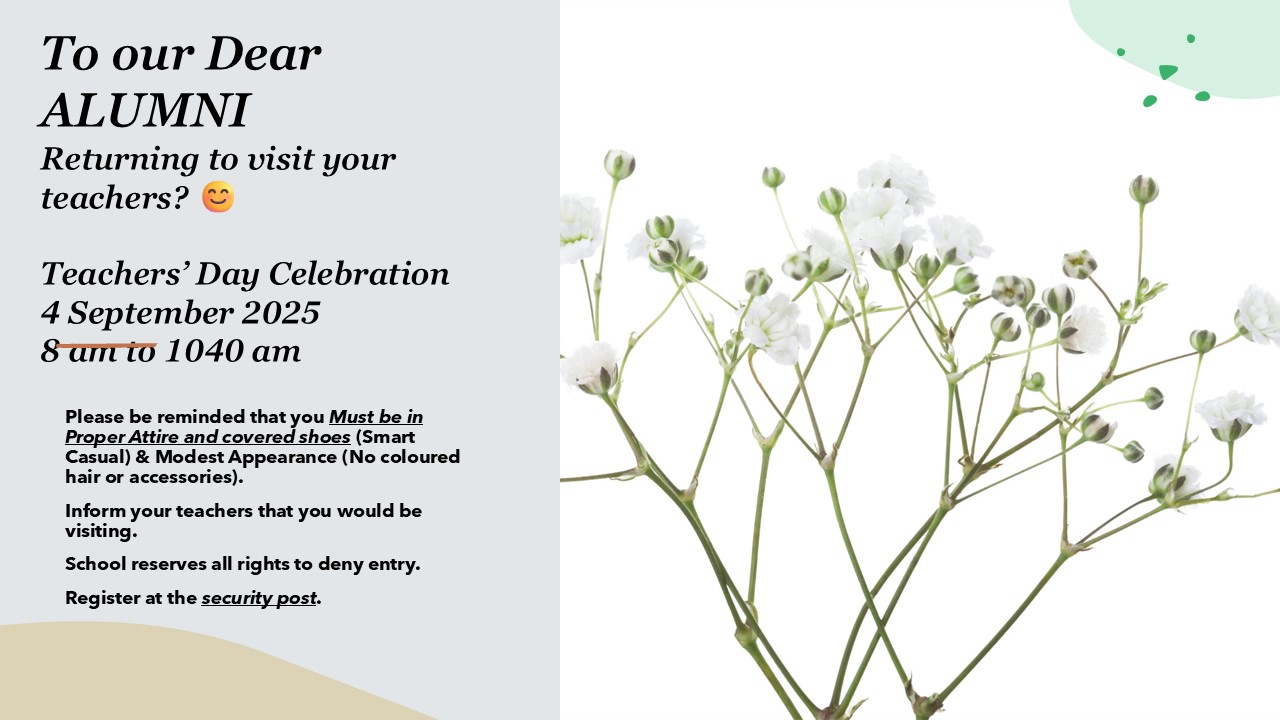 To our Dear
ALUMNI
Returning to visit your
teachers? 😊
Teachers’ Day Celebration
4 September 2025
8 am to 1040 am
Please be reminded that you Must be in
Proper Attire and covered shoes (Smart
Casual) & Modest Appearance (No coloured
hair or accessories).
Inform your teachers that you would be
visiting.
School reserves all rights to deny entry.
Register at the security post.